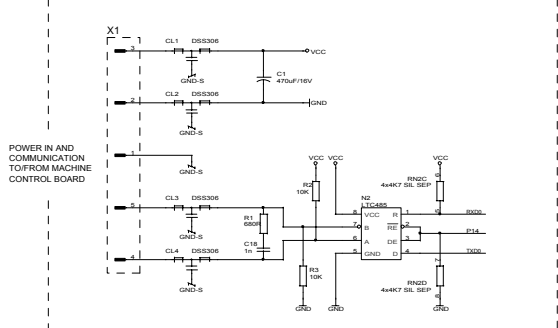 X1
CL1 DSS306
3
VCC
GND-S
C1
470uF/16V
CL2 DSS306
2
GND
GND-S
POWER IN AND
COMMUNICATION
TO/FROM MACHINE
CONTROL BOARD
1
GND-S
VCC VCC
R2
10K
RN2C
4x4K7 SIL SEP
6
5
N2
LTC485
CL3 DSS306
5
GND-S
R1
680R
C18
1n
8 VCC R 1 RXD0
7 B RE 2
6 A DE 3 P14
5 GND D 4 TXD0
CL4 DSS306
4
GND-S
R3
10K
RN2D
4x4K7 SIL SEP
7
8
GND GND GND